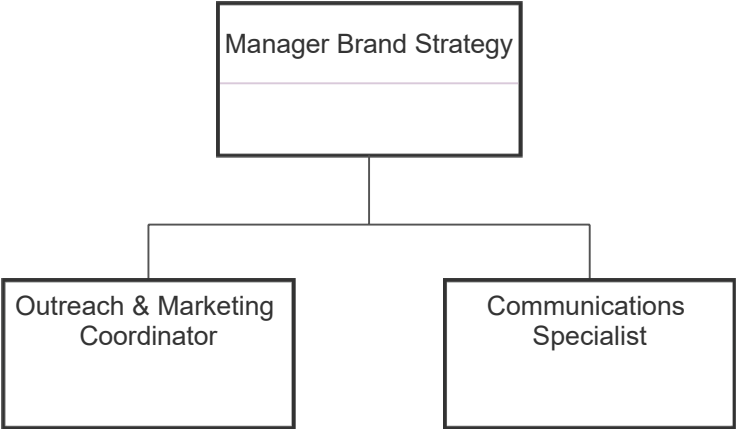 Manager Brand Strategy
Outreach & Marketing
Coordinator
Communications
Specialist